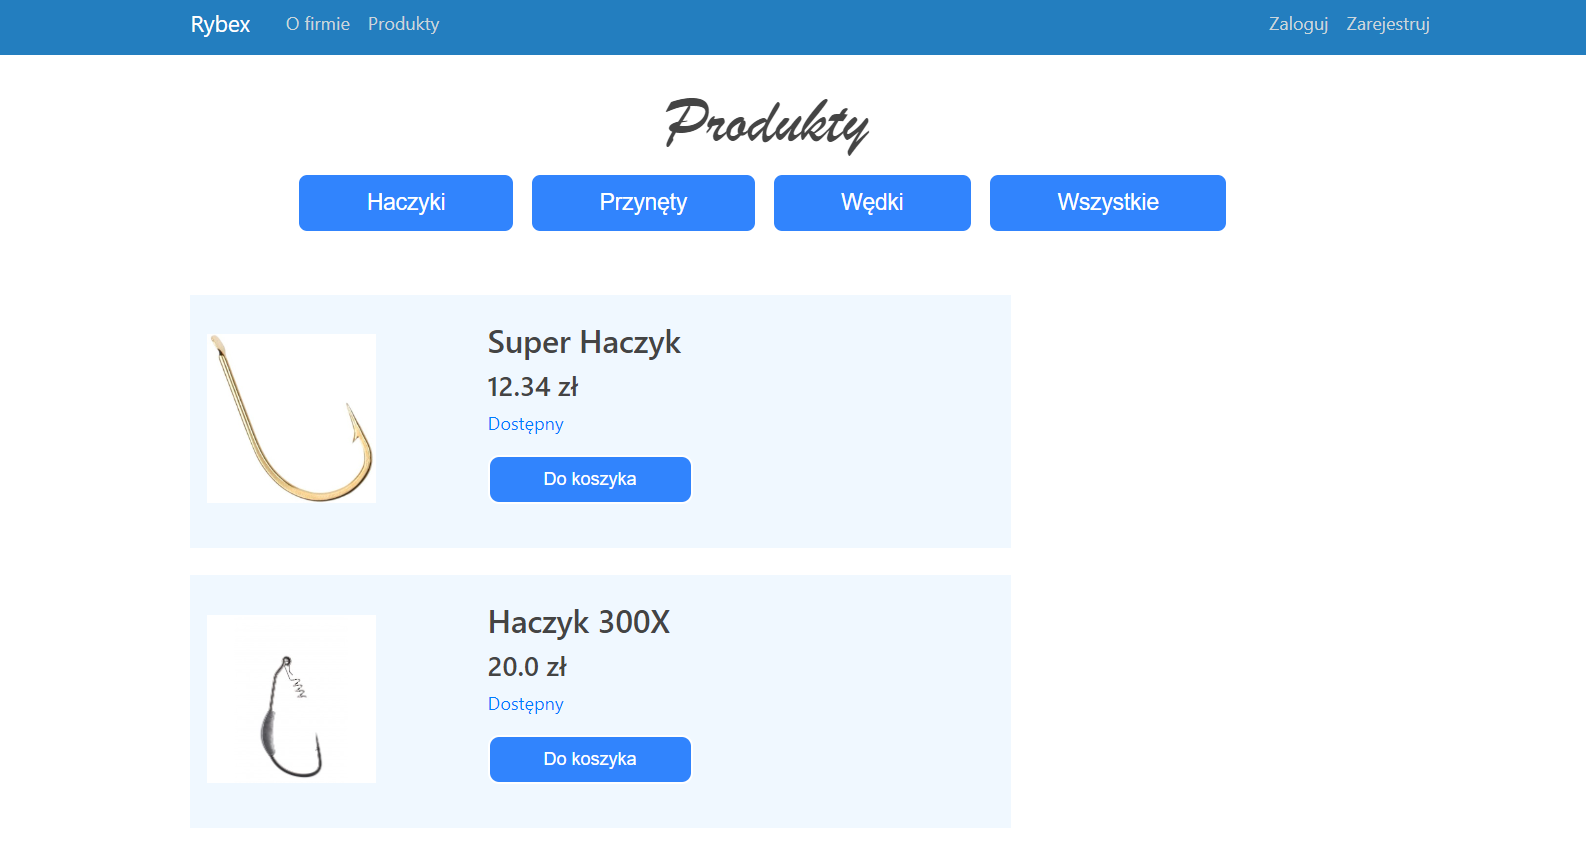 Rybex O firmie Produkty Zaloguj Zarejestruj
Produkty
Haczyki Przynęty Wędki Wszystkie
Super Haczyk
12.34 zł
Dostępny
Do koszyka
Haczyk 300X
20.0 zł
Dostępny
Do koszyka